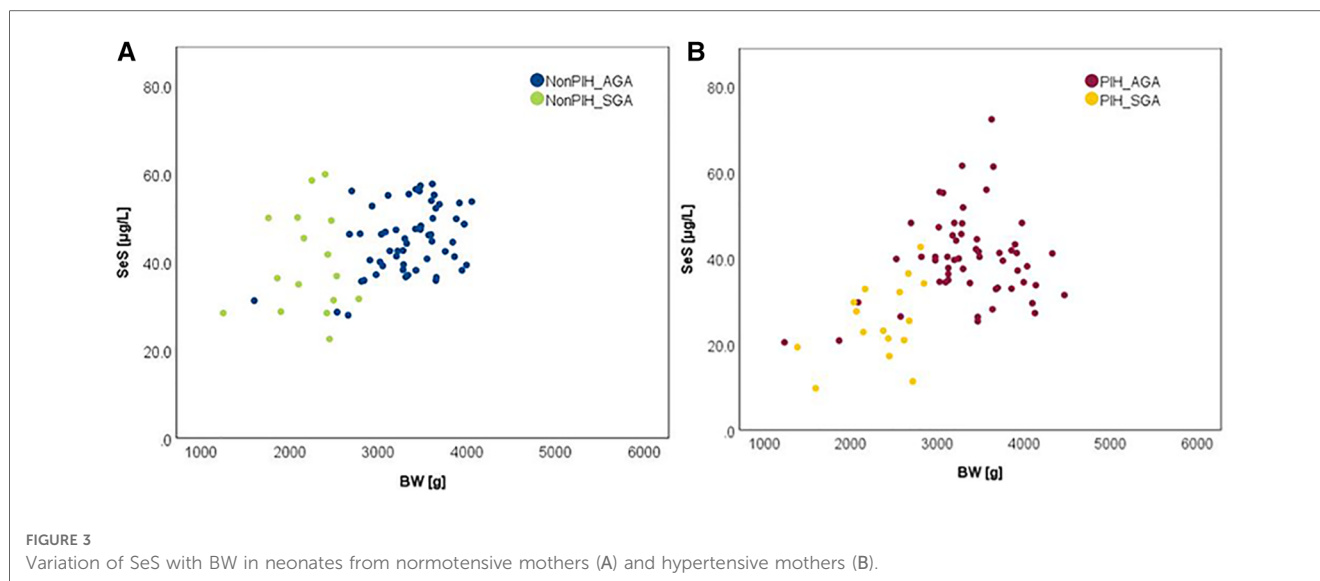 A
NonPIH_AGA
NonPIH_SGA
80.0
60.0
40.0
20.0
.0
SeS [µg/L]
1000 2000 3000 4000 5000 6000
BW [g]
B
PIH_AGA
PIH_SGA
80.0
60.0
40.0
20.0
.0
SeS [µg/L]
1000 2000 3000 4000 5000 6000
BW [g]
FIGURE 3
Variation of SeS with BW in neonates from normotensive mothers (A) and hypertensive mothers (B).